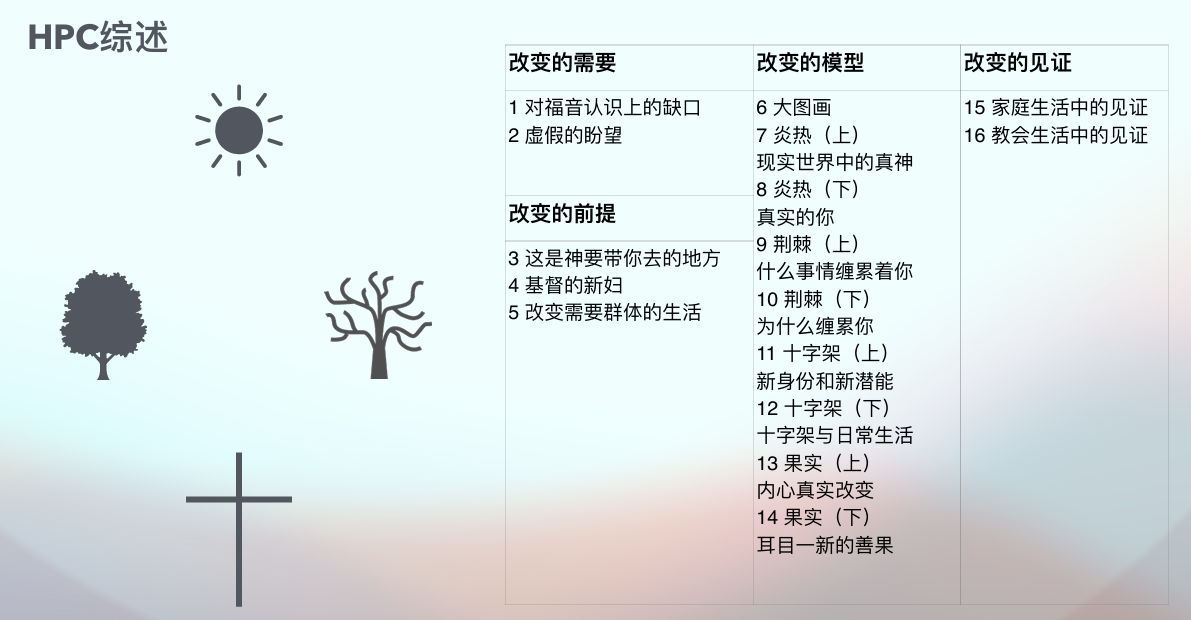 HPC综述
改变的需要
1 对福音认识上的缺口
2 虚假的盼望
改变的前提
3 这是神要带你去的地方
4 基督的新妇
5 改变需要群体的生活
改变的模型
6 大图画
7 炎热（上）
现实世界中的真神
8 炎热（下）
真实的你
9 荆棘（上）
什么事情缠累着你
10 荆棘（下）
为什么缠累你
11 十字架（上）
新身份和新潜能
12 十字架（下）
十字架与日常生活
13 果实（上）
内心真实改变
14 果实（下）
耳目一新的善果
改变的见证
15 家庭生活中的见证
16 教会生活中的见证